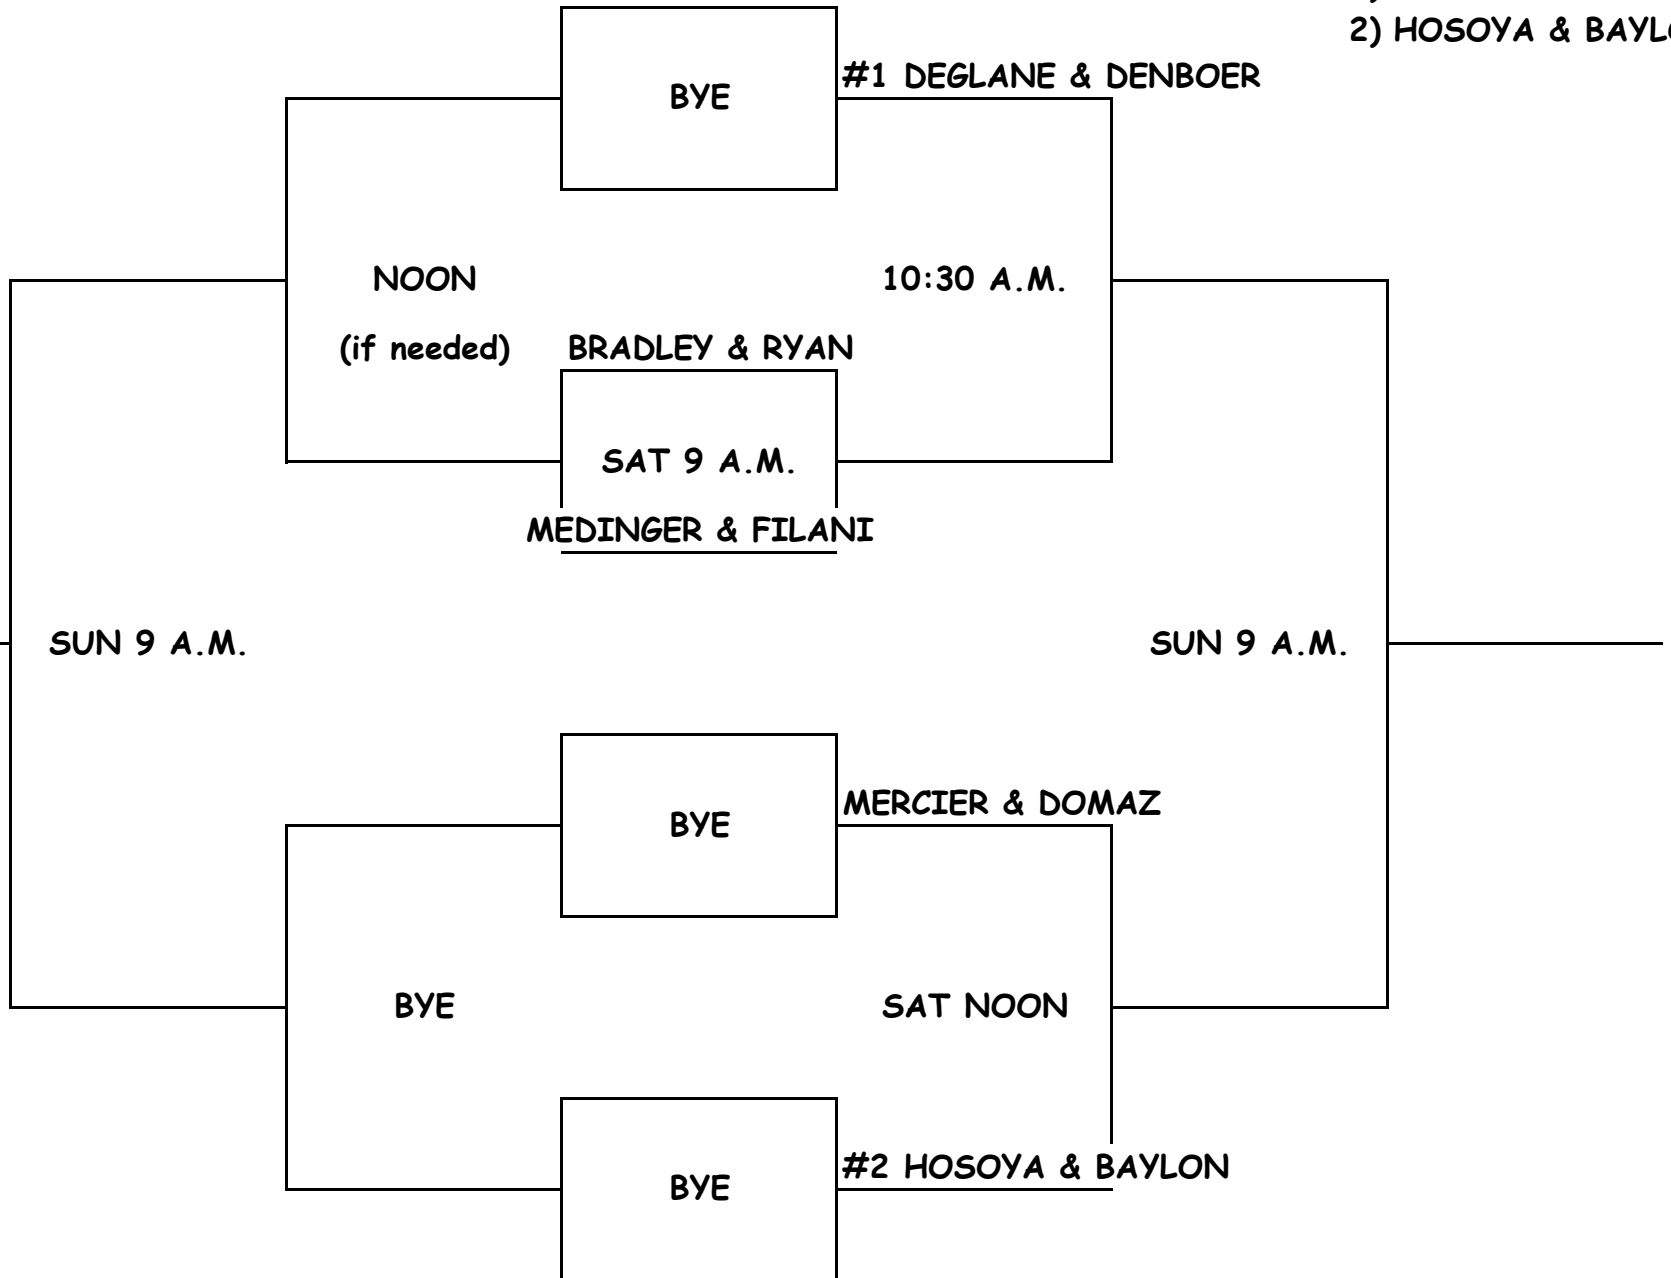 2) HOSOYA & BAYL
#1 DEGLANE & DENBOER
BYE
NOON
10:30 A.M.
(if needed)
BRADLEY & RYAN
SAT 9 A.M.
MEDINGER & FILANI
SUN 9 A.M.
SUN 9 A.M.
MERCIER & DOMAZ
BYE
BYE
SAT NOON
#2 HOSOYA & BAYLON
BYE